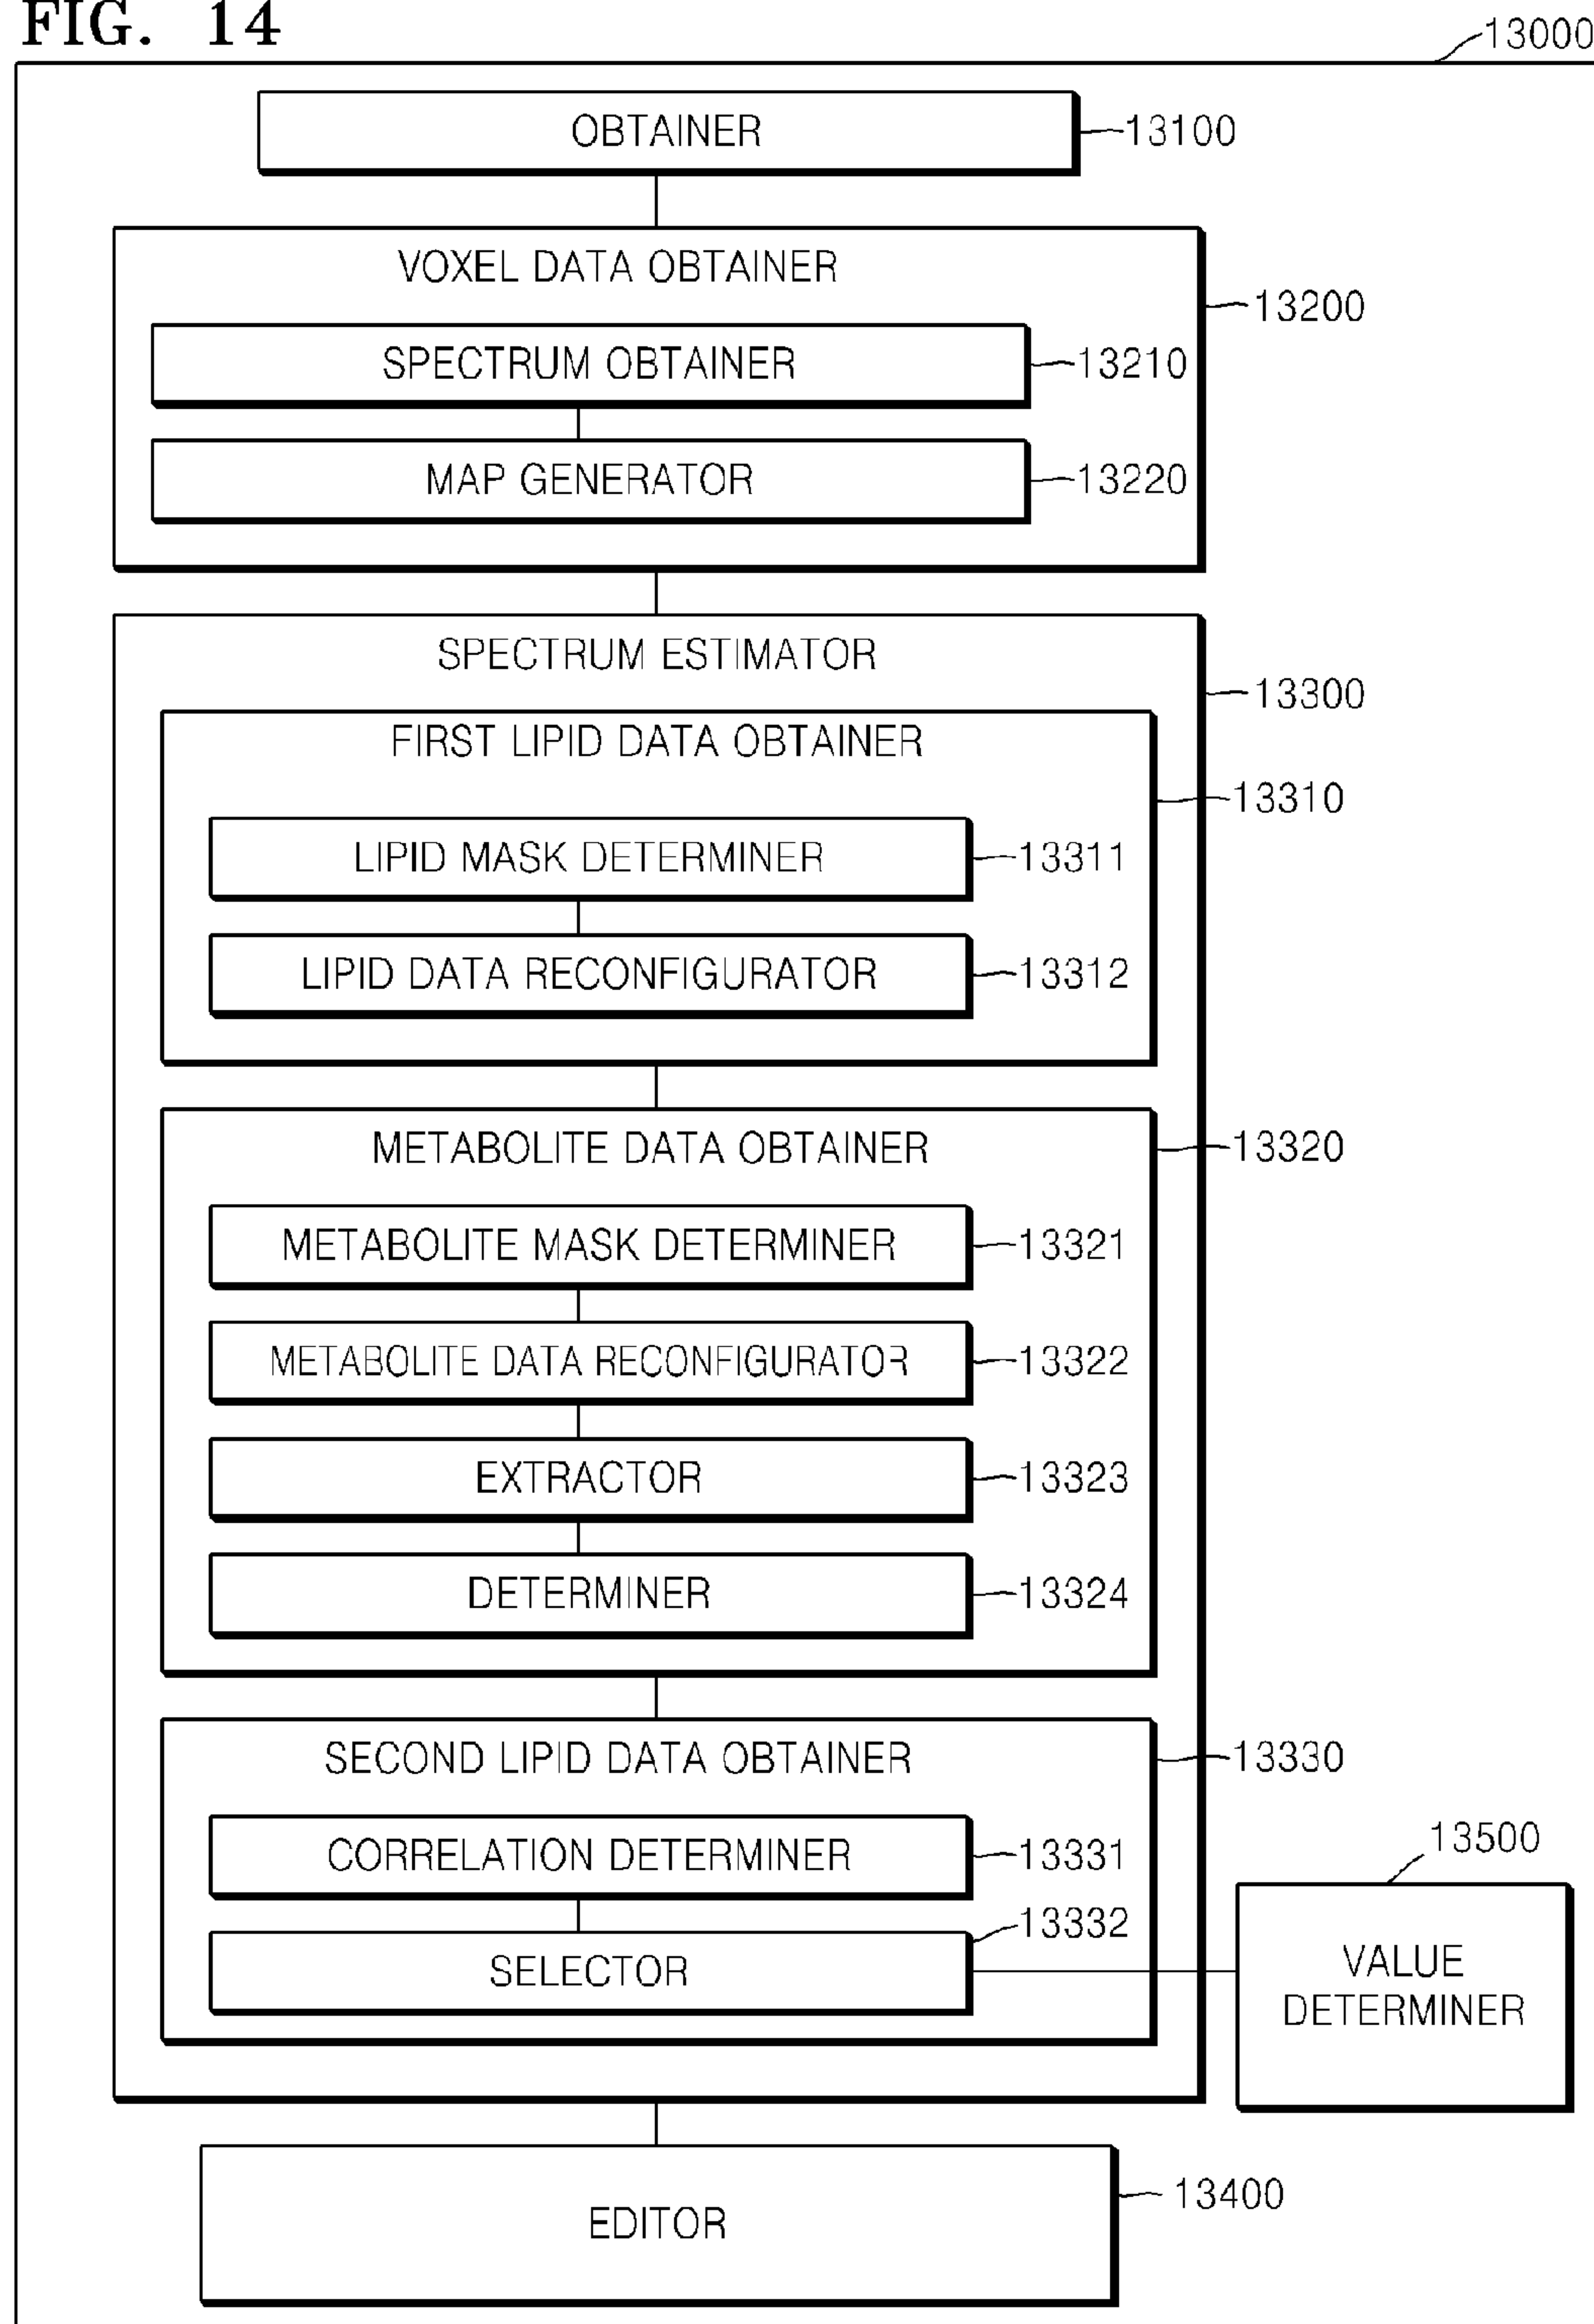 FIG. 14
13000
OBTAINER
13100
VOXEL DATA OBTAINER
13200
SPECTRUM OBTAINER
13210
MAP GENERATOR
13220
SPECTRUM ESTIMATOR
13300
FIRST LIPID DATA OBTAINER
13310
LIPID MASK DETERMINER
13311
LIPID DATA RECONFIGURATOR
13312
METABOLITE DATA OBTAINER
13320
METABOLITE MASK DETERMINER
13321
METABOLITE DATA RECONFIGURATOR
13322
EXTRACTOR
13323
DETERMINER
13324
SECOND LIPID DATA OBTAINER
13330
CORRELATION DETERMINER
13331
SELECTOR
13332
13500
VALUE
DETERMINER
EDITOR
13400